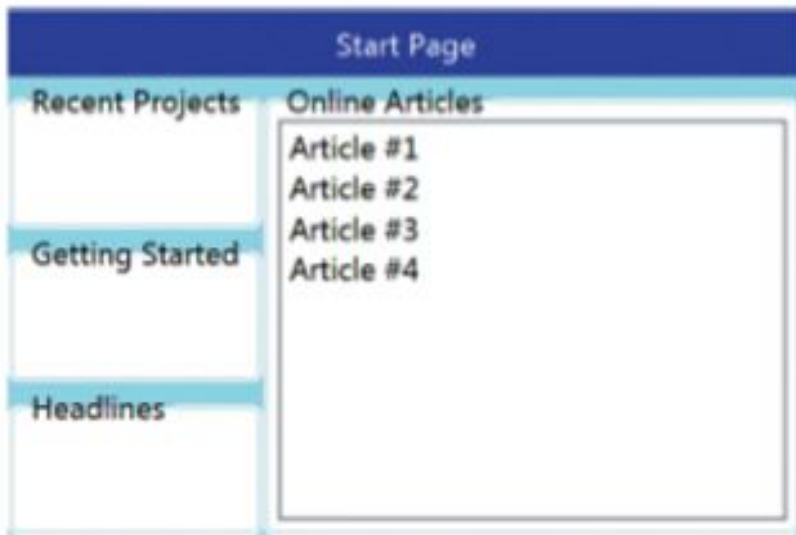 Start Page
Recent Projects
Getting Started
Headlines
Online Articles
Article #1
Article #2
Article #3
Article #4